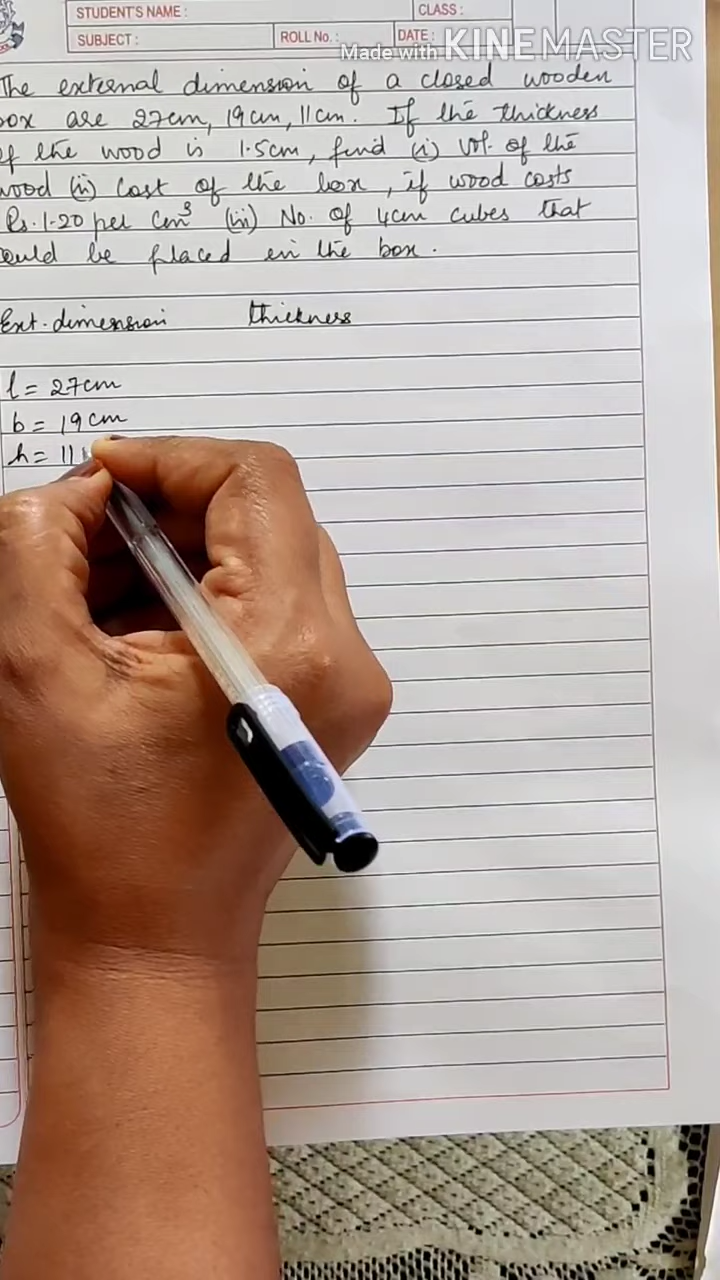 STUDENT'S NAME :
CLASS :
SUBJECT :
ROLL No. :
DATE :
Made with KINEMASTER
The external dimension of a closed wooden
box are 27cm, 19cm, 11cm. If the thickness
of the wood is 1.5cm, find (i) Vol. of the
wood (ii) Cost of the box, if wood costs
Rs. 1.20 per cm³ (iii) No. of 4cm cubes that
could be placed in the box.
Ext. dimension thickness
l = 27cm
b = 19cm
h = 11